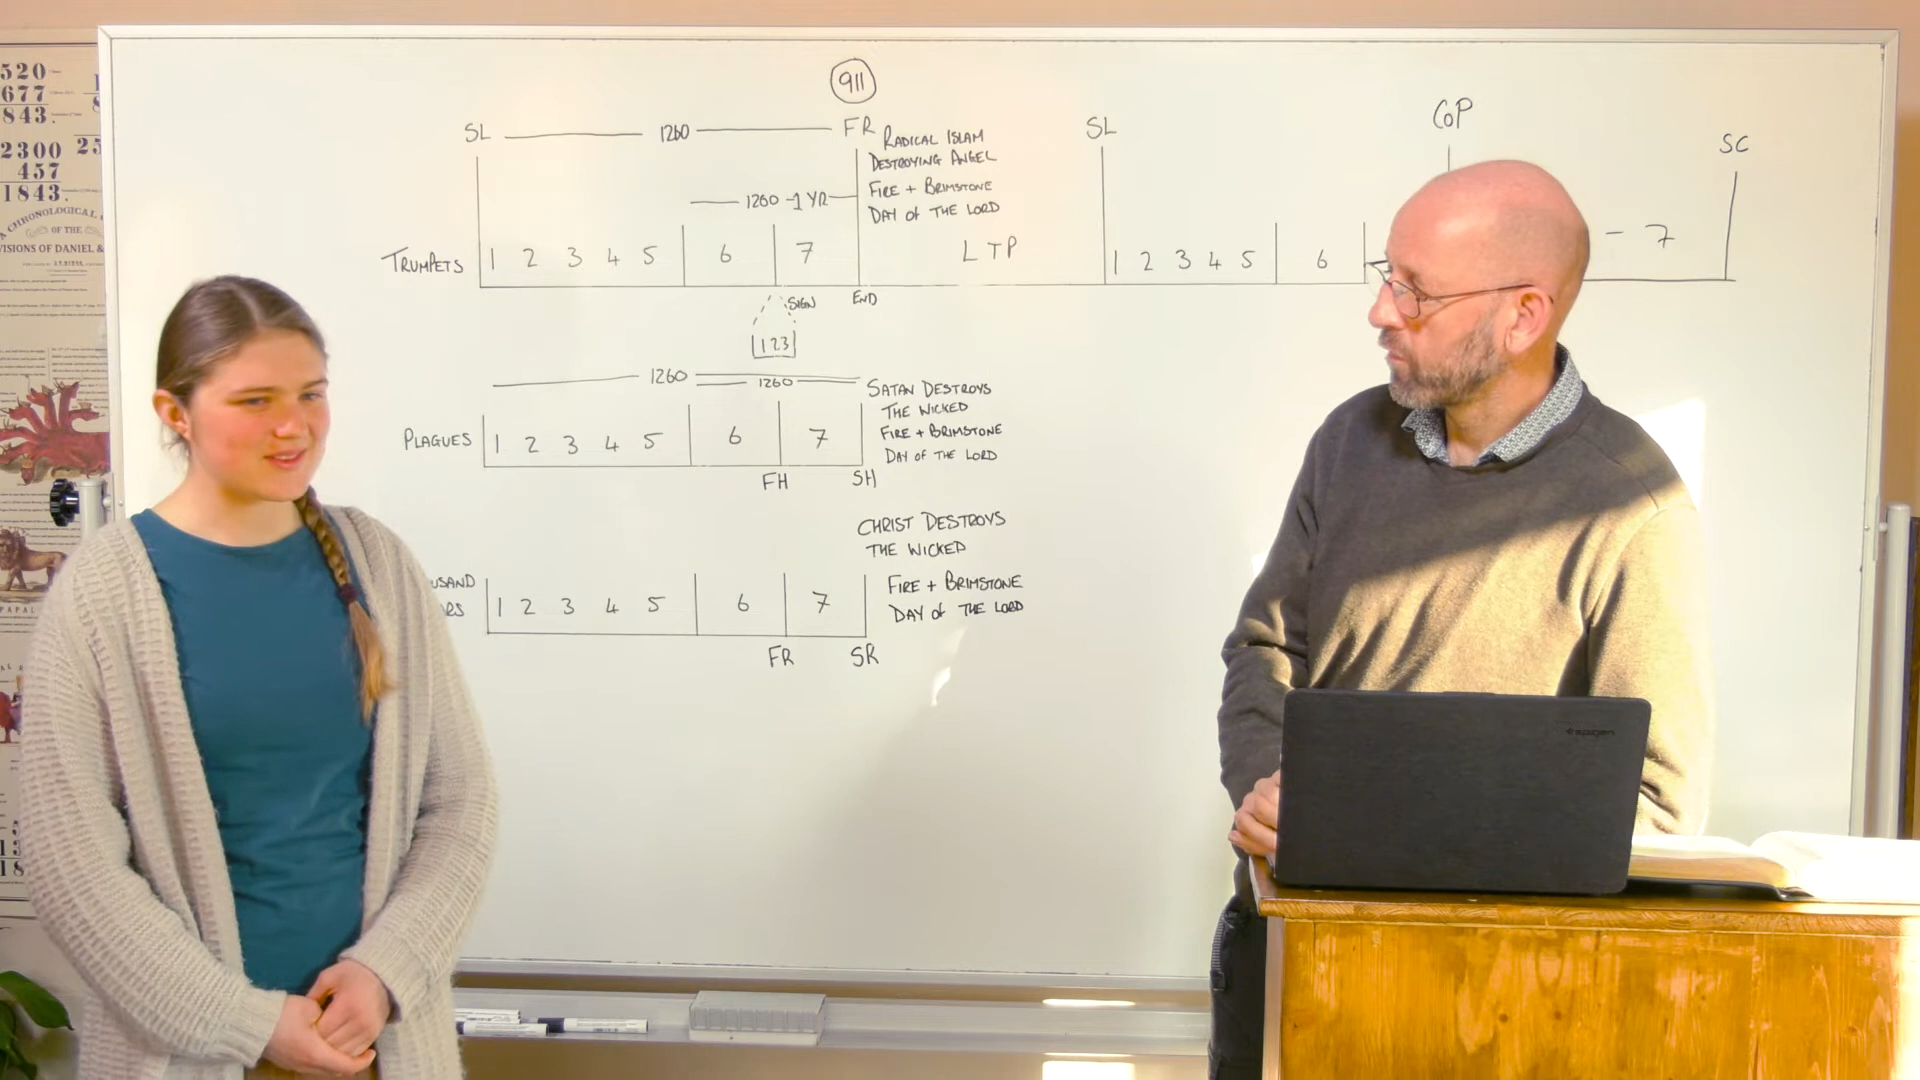 911
SL 1260 FR
RADICAL ISLAM
DESTROYING ANGEL
FIRE + BRIMSTONE
DAY OF THE LORD
1260 -1 YR
TRUMPETS 1 2 3 4 5 6 7
SIGN END
123
LTP
SL CoP SC
1 2 3 4 5 6 - 7
1260 1260
SATAN DESTROYS
THE WICKED
FIRE + BRIMSTONE
DAY OF THE LORD
PLAGUES 1 2 3 4 5 6 7
FH SH
CHRIST DESTROYS
THE WICKED
FIRE + BRIMSTONE
DAY OF THE LORD
USAND
RS 1 2 3 4 5 6 7
FR SR
520
677
843.
2300
457
1843.
CHRONOLOGICAL
OF THE
VISIONS OF DANIEL &
PAPAL
spigen